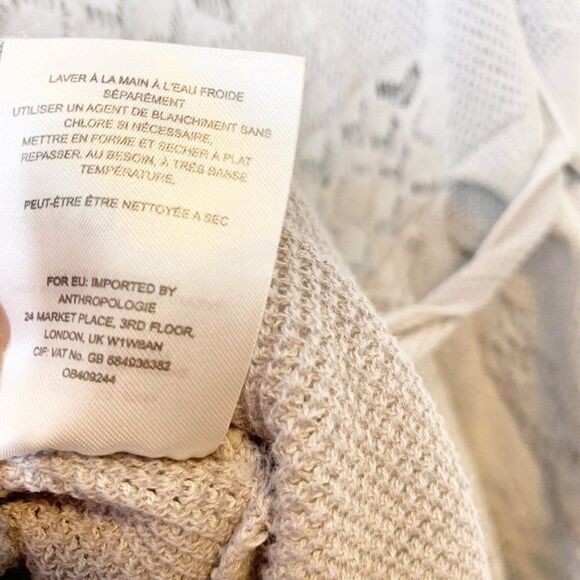 LAVER À LA MAIN À L'EAU FROIDE
SÉPARÉMENT
UTILISER UN AGENT DE BLANCHIMENT SANS
CHLORE SI NÉCESSAIRE.
METTRE EN FORME ET SECHER À PLAT
REPASSER, AU BESOIN, À TRÈS BASSE
TEMPÉRATURE.
PEUT-ÊTRE ÊTRE NETTOYÉE A SEC
FOR EU: IMPORTED BY
ANTHROPOLOGIE
24 MARKET PLACE, 3RD FLOOR,
LONDON, UK W1W8AN
CIF: VAT No. GB 684936382
OB409244